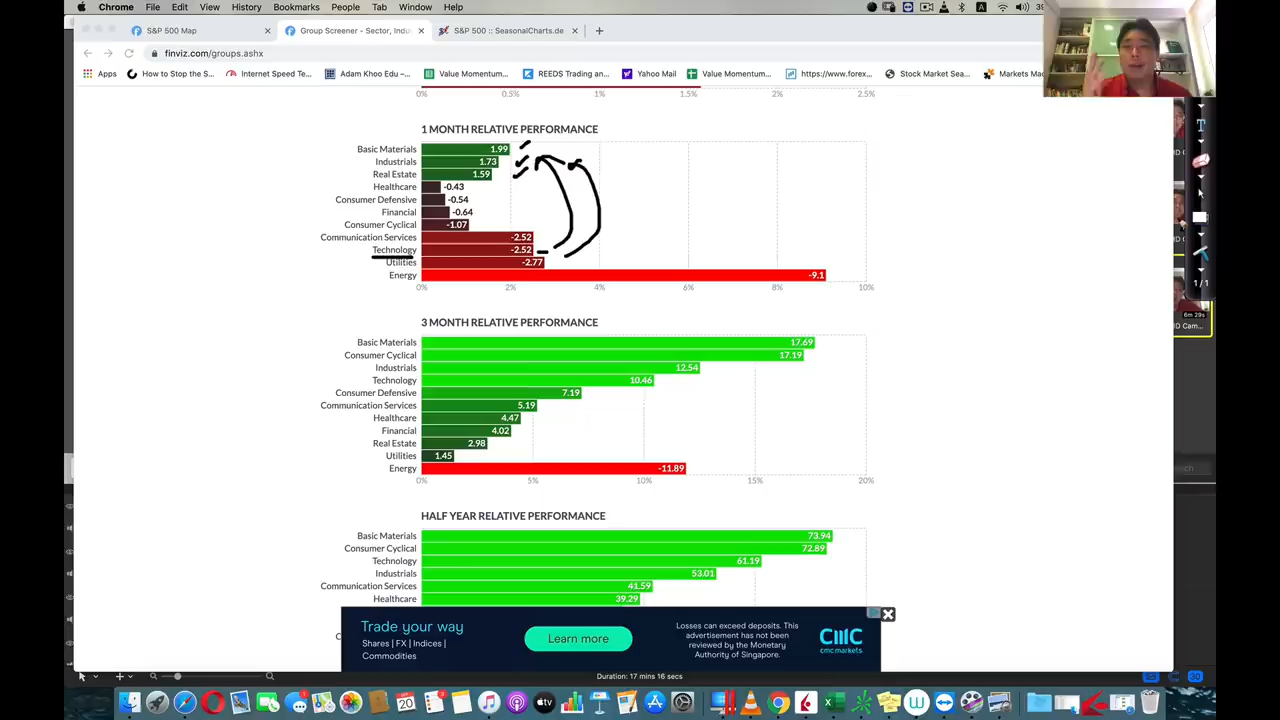 Chrome File Edit View History Bookmarks People Tab Window Help
S&P 500 Map
Group Screener - Sector, Indu
S&P 500 :: SeasonalCharts.de
finviz.com/groups.ashx
Apps How to Stop the S... Internet Speed Te... Adam Khoo Edu –... Value Momentum... REEDS Trading an... Yahoo Mail Value Momentum... https://www.forex... Stock Market Sea... Markets Ma
0% 0.5% 1% 1.5% 2% 2.5%
1 MONTH RELATIVE PERFORMANCE
Basic Materials 1.99
Industrials 1.73
Real Estate 1.59
Healthcare -0.43
Consumer Defensive -0.54
Financial -0.64
Consumer Cyclical -1.07
Communication Services -2.52
Technology -2.52
Utilities -2.77
Energy -9.1
0% 2% 4% 6% 8% 10%
3 MONTH RELATIVE PERFORMANCE
Basic Materials 17.69
Consumer Cyclical 17.19
Industrials 12.54
Technology 10.46
Consumer Defensive 7.19
Communication Services 5.19
Healthcare 4.47
Financial 4.02
Real Estate 2.98
Utilities 1.45
Energy -11.89
0% 5% 10% 15% 20%
HALF YEAR RELATIVE PERFORMANCE
Basic Materials 73.94
Consumer Cyclical 72.89
Technology 61.19
Industrials 53.01
Communication Services 41.59
Healthcare 39.29
Trade your way
Shares | FX | Indices |
Commodities
Learn more
Losses can exceed deposits. This
advertisement has not been
reviewed by the Monetary
Authority of Singapore.
cmc markets
T
1 / 1
6m 29s
D Cam...
Duration: 17 mins 16 secs
30
20